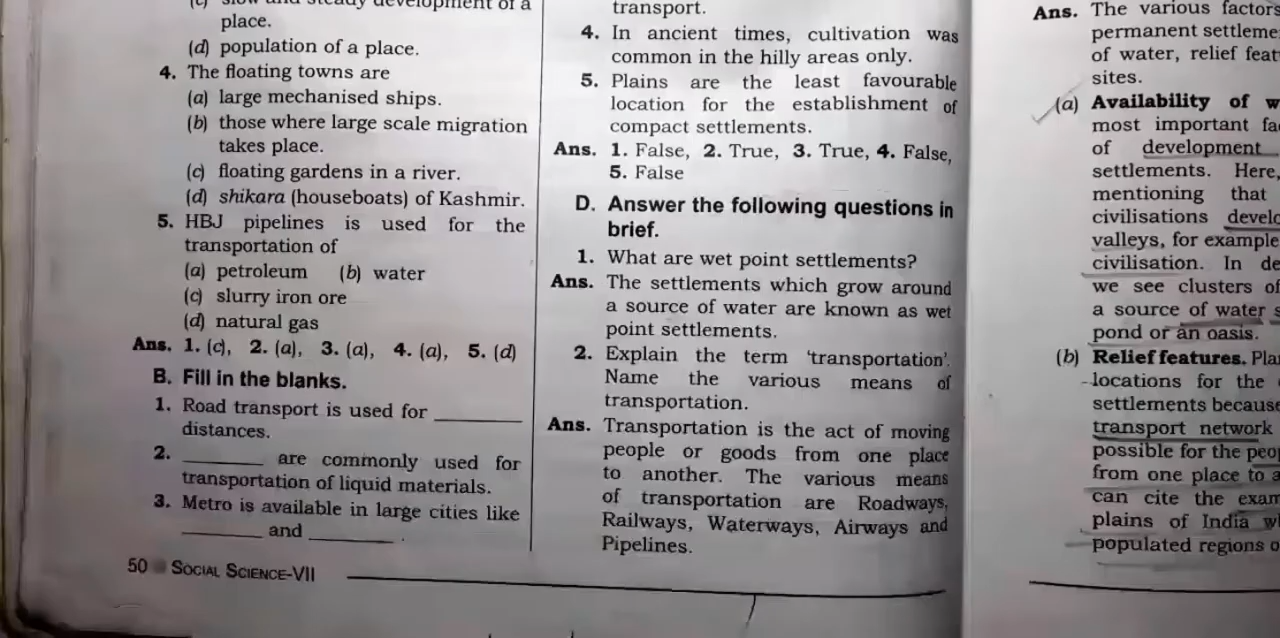 (c) slow and steady development of a
place.
(d) population of a place.
4. The floating towns are
(a) large mechanised ships.
(b) those where large scale migration
takes place.
(c) floating gardens in a river.
(d) shikara (houseboats) of Kashmir.
5. HBJ pipelines is used for the
transportation of
(a) petroleum (b) water
(c) slurry iron ore
(d) natural gas
Ans. 1. (c), 2. (a), 3. (a), 4. (a), 5. (d)
B. Fill in the blanks.
1. Road transport is used for ________
distances.
2. ________ are commonly used for
transportation of liquid materials.
3. Metro is available in large cities like
________ and ________ .
50 SOCIAL SCIENCE-VII
transport.
4. In ancient times, cultivation was
common in the hilly areas only.
5. Plains are the least favourable
location for the establishment of
compact settlements.
Ans. 1. False, 2. True, 3. True, 4. False,
5. False
D. Answer the following questions in
brief.
1. What are wet point settlements?
Ans. The settlements which grow around
a source of water are known as wet
point settlements.
2. Explain the term 'transportation'.
Name the various means of
transportation.
Ans. Transportation is the act of moving
people or goods from one place
to another. The various means
of transportation are Roadways,
Railways, Waterways, Airways and
Pipelines.
Ans. The various factors
permanent settleme
of water, relief feat
sites.
(a) Availability of w
most important fa
of development
settlements. Here,
mentioning that
civilisations develo
valleys, for example
civilisation. In de
we see clusters of
a source of water s
pond or an oasis.
(b) Relief features. Pla
locations for the
settlements because
transport network
possible for the peop
from one place to a
can cite the exam
plains of India wh
populated regions o